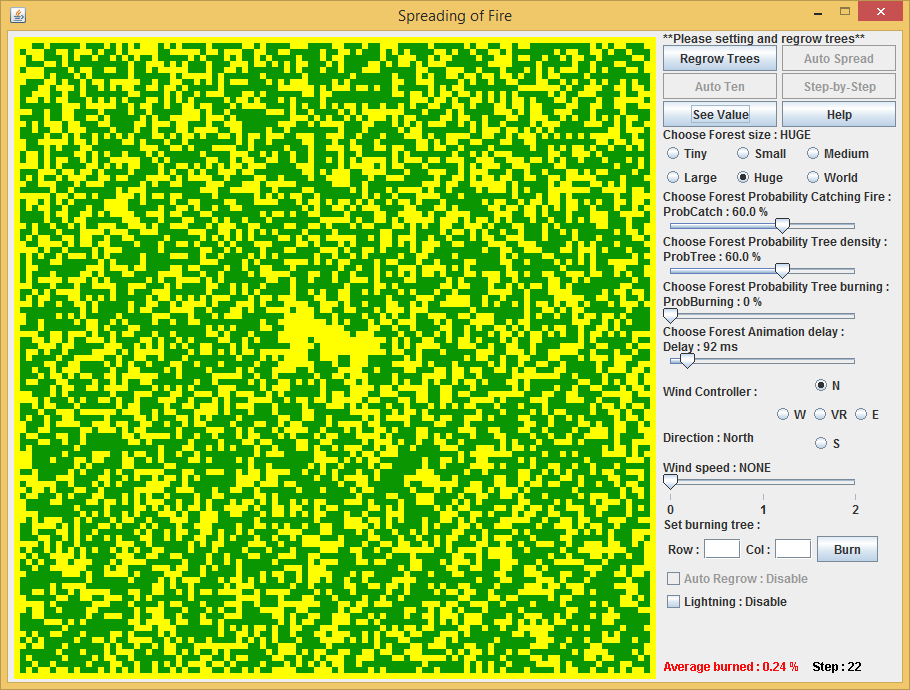 Spreading of Fire
**Please setting and regrow trees**
Regrow Trees Auto Spread
Auto Ten Step-by-Step
See Value Help
Choose Forest size : HUGE
Tiny Small Medium
Large Huge World
Choose Forest Probability Catching Fire :
ProbCatch : 60.0 %
Choose Forest Probability Tree density :
ProbTree : 60.0 %
Choose Forest Probability Tree burning :
ProbBurning : 0 %
Choose Forest Animation delay :
Delay : 92 ms
N
Wind Controller :
W VR E
Direction : North
S
Wind speed : NONE
0 1 2
Set burning tree :
Row : Col : Burn
Auto Regrow : Disable
Lightning : Disable
Average burned : 0.24 % Step : 22